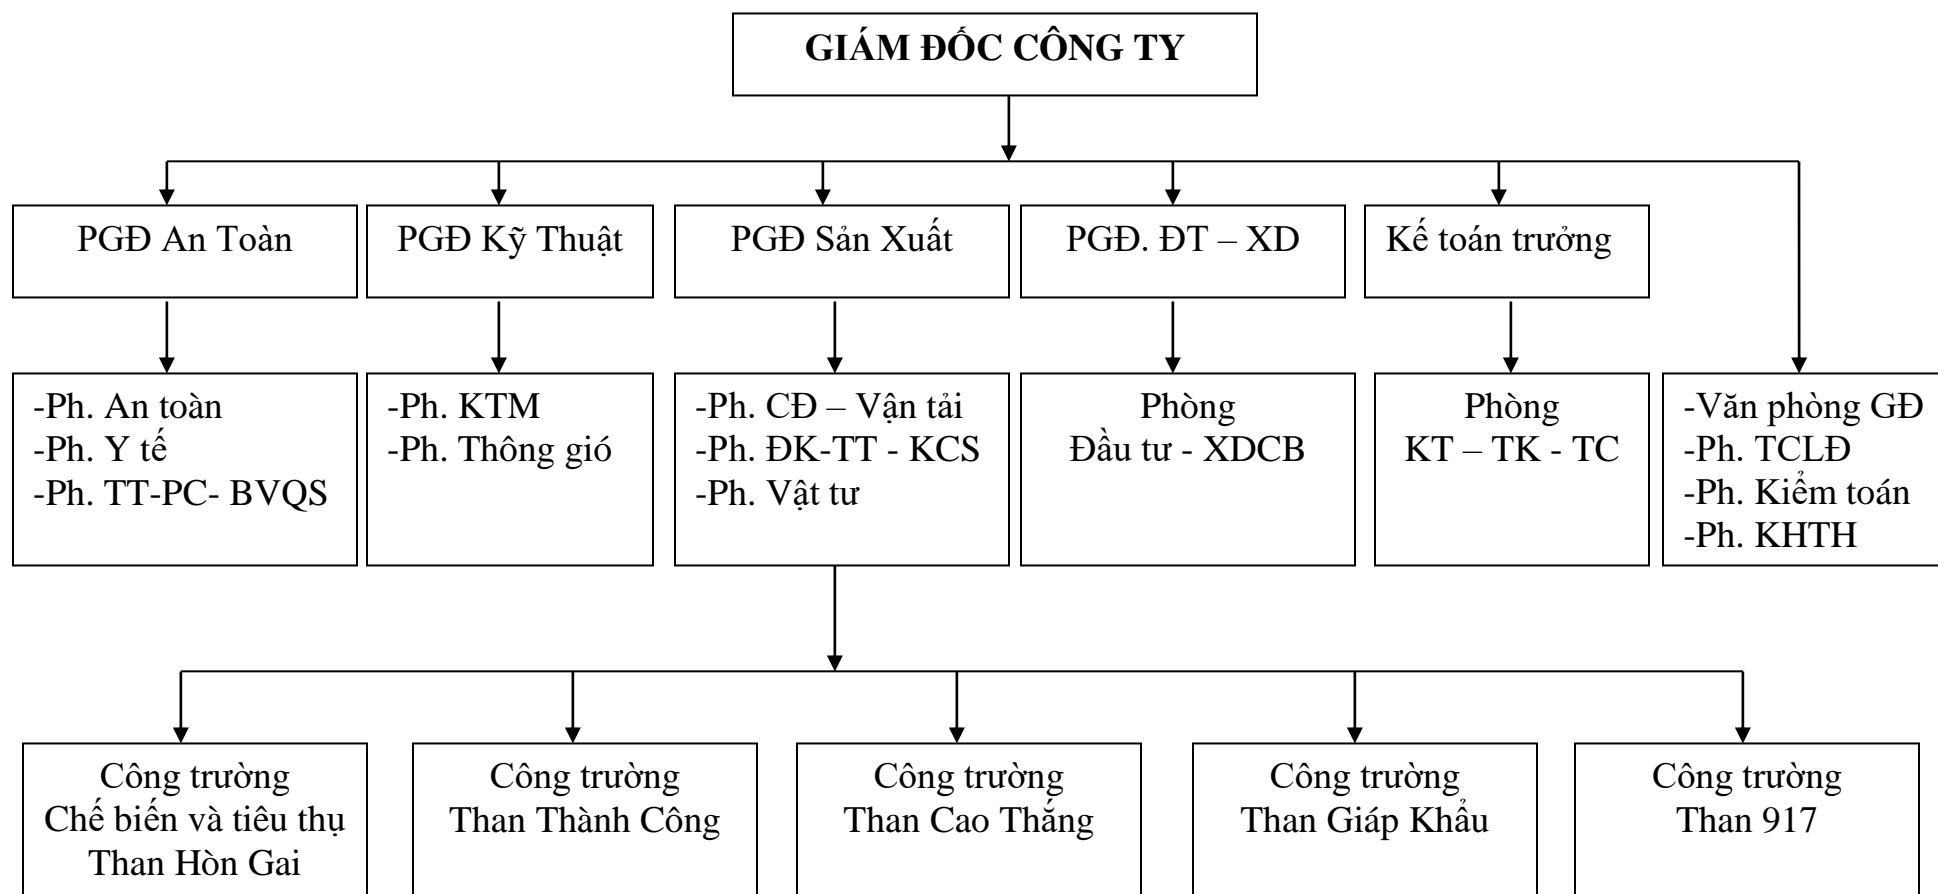 GIÁM ĐỐC CÔNG TY
PGĐ An Toàn
PGĐ Kỹ Thuật
PGĐ Sản Xuất
PGĐ. ĐT – XD
Kế toán trưởng
-Ph. An toàn
-Ph. Y tế
-Ph. TT-PC- BVQS
-Ph. KTM
-Ph. Thông gió
-Ph. CĐ – Vận tải
-Ph. ĐK-TT - KCS
-Ph. Vật tư
Phòng
Đầu tư - XDCB
Phòng
KT – TK - TC
-Văn phòng GĐ
-Ph. TCLĐ
-Ph. Kiểm toán
-Ph. KHTH
Công trường
Chế biến và tiêu thụ
Than Hòn Gai
Công trường
Than Thành Công
Công trường
Than Cao Thắng
Công trường
Than Giáp Khẩu
Công trường
Than 917